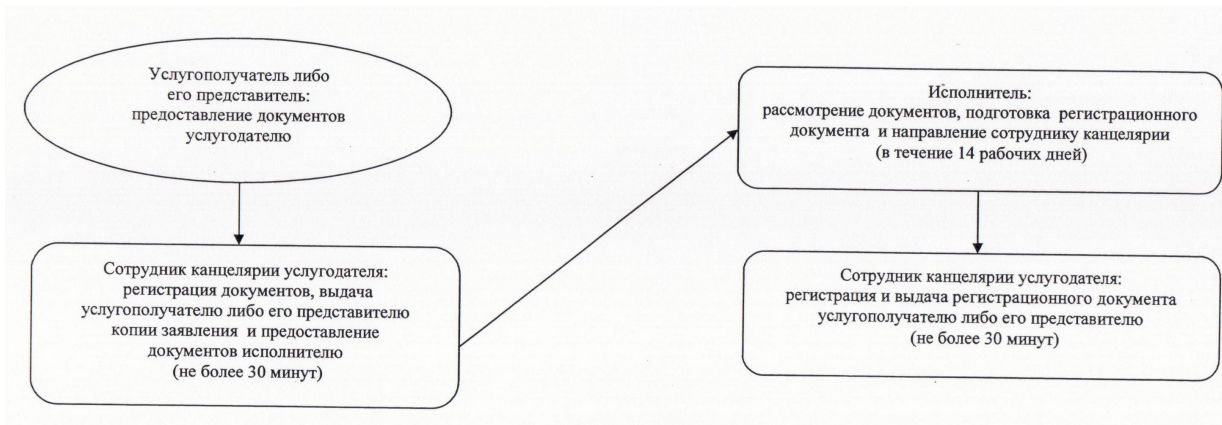 Услугополучатель либо
его представитель:
предоставление документов
услугодателю
Сотрудник канцелярии услугодателя:
регистрация документов, выдача
услугополучателю либо его представителю
копии заявления и предоставление
документов исполнителю
(не более 30 минут)
Исполнитель:
рассмотрение документов, подготовка регистрационного
документа и направление сотруднику канцелярии
(в течение 14 рабочих дней)
Сотрудник канцелярии услугодателя:
регистрация и выдача регистрационного документа
услугополучателю либо его представителю
(не более 30 минут)